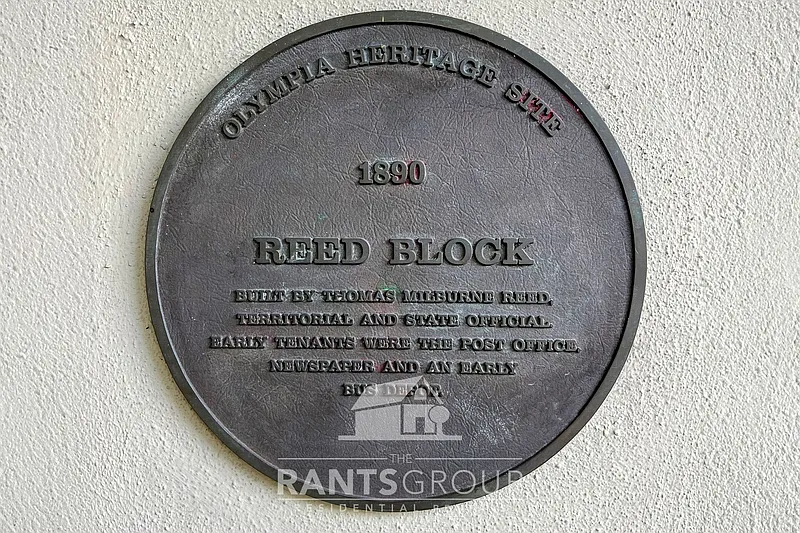 OLYMPIA HERITAGE SITE
1890
REED BLOCK
BUILT BY THOMAS MILBURNE REED,
TERRITORIAL AND STATE OFFICIAL.
EARLY TENANTS WERE THE POST OFFICE,
NEWSPAPER AND AN EARLY
BUS DEPOT.
THE
RANTSGROUP